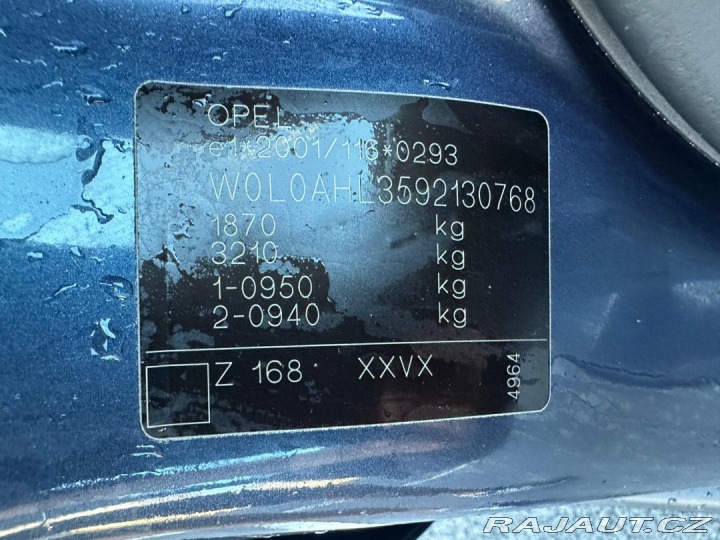 OPEL
e1*2001/116*0293
W0L0AHL3592130768
1870 kg
3210 kg
1-0950 kg
2-0940 kg
Z 168 XXVX
4964
RAJAUT.CZ